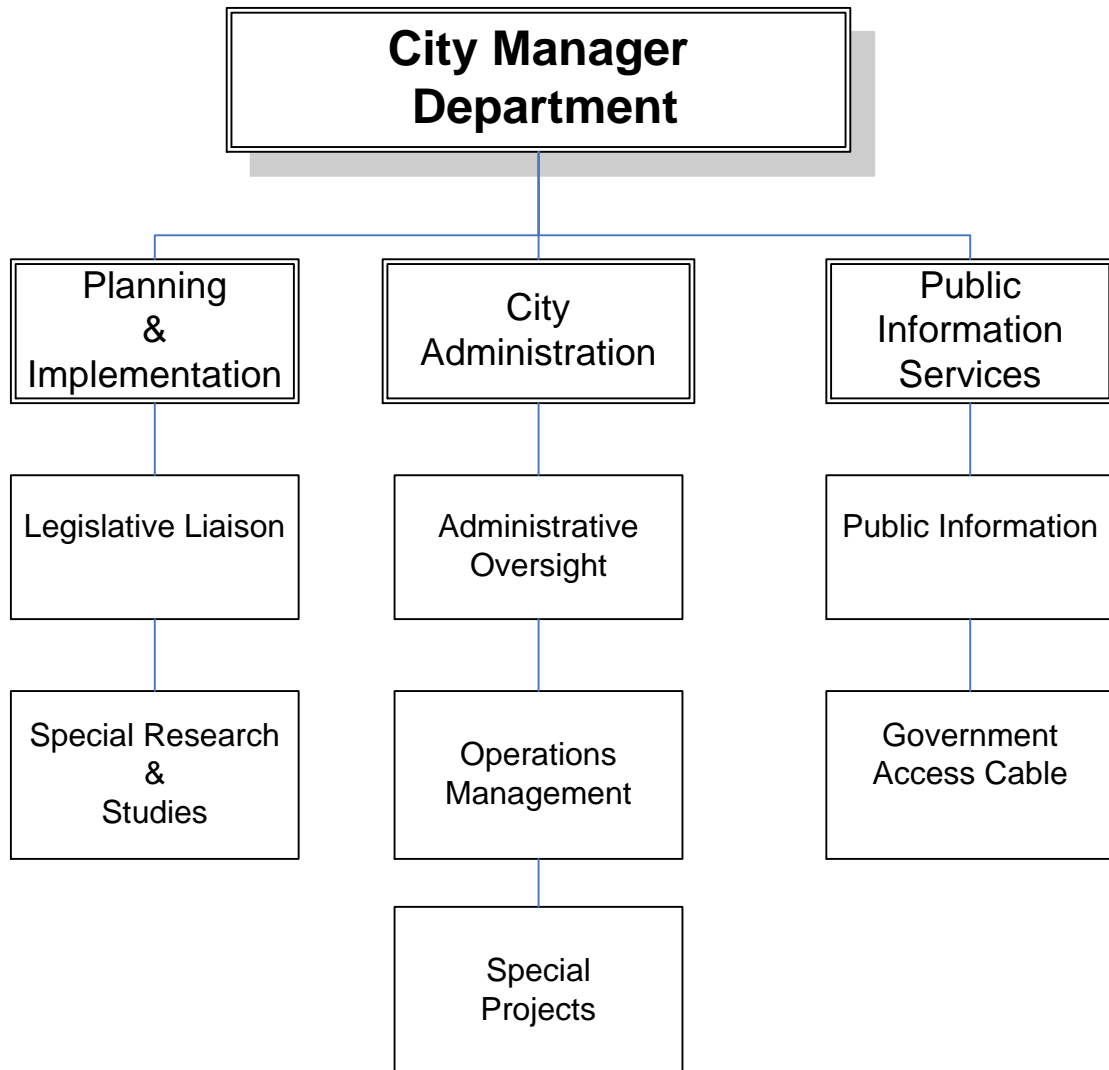 City Manager
Department
Planning
&
Implementation
City
Administration
Public
Information
Services
Legislative Liaison
Administrative
Oversight
Public Information
Special Research
&
Studies
Operations
Management
Government
Access Cable
Special
Projects